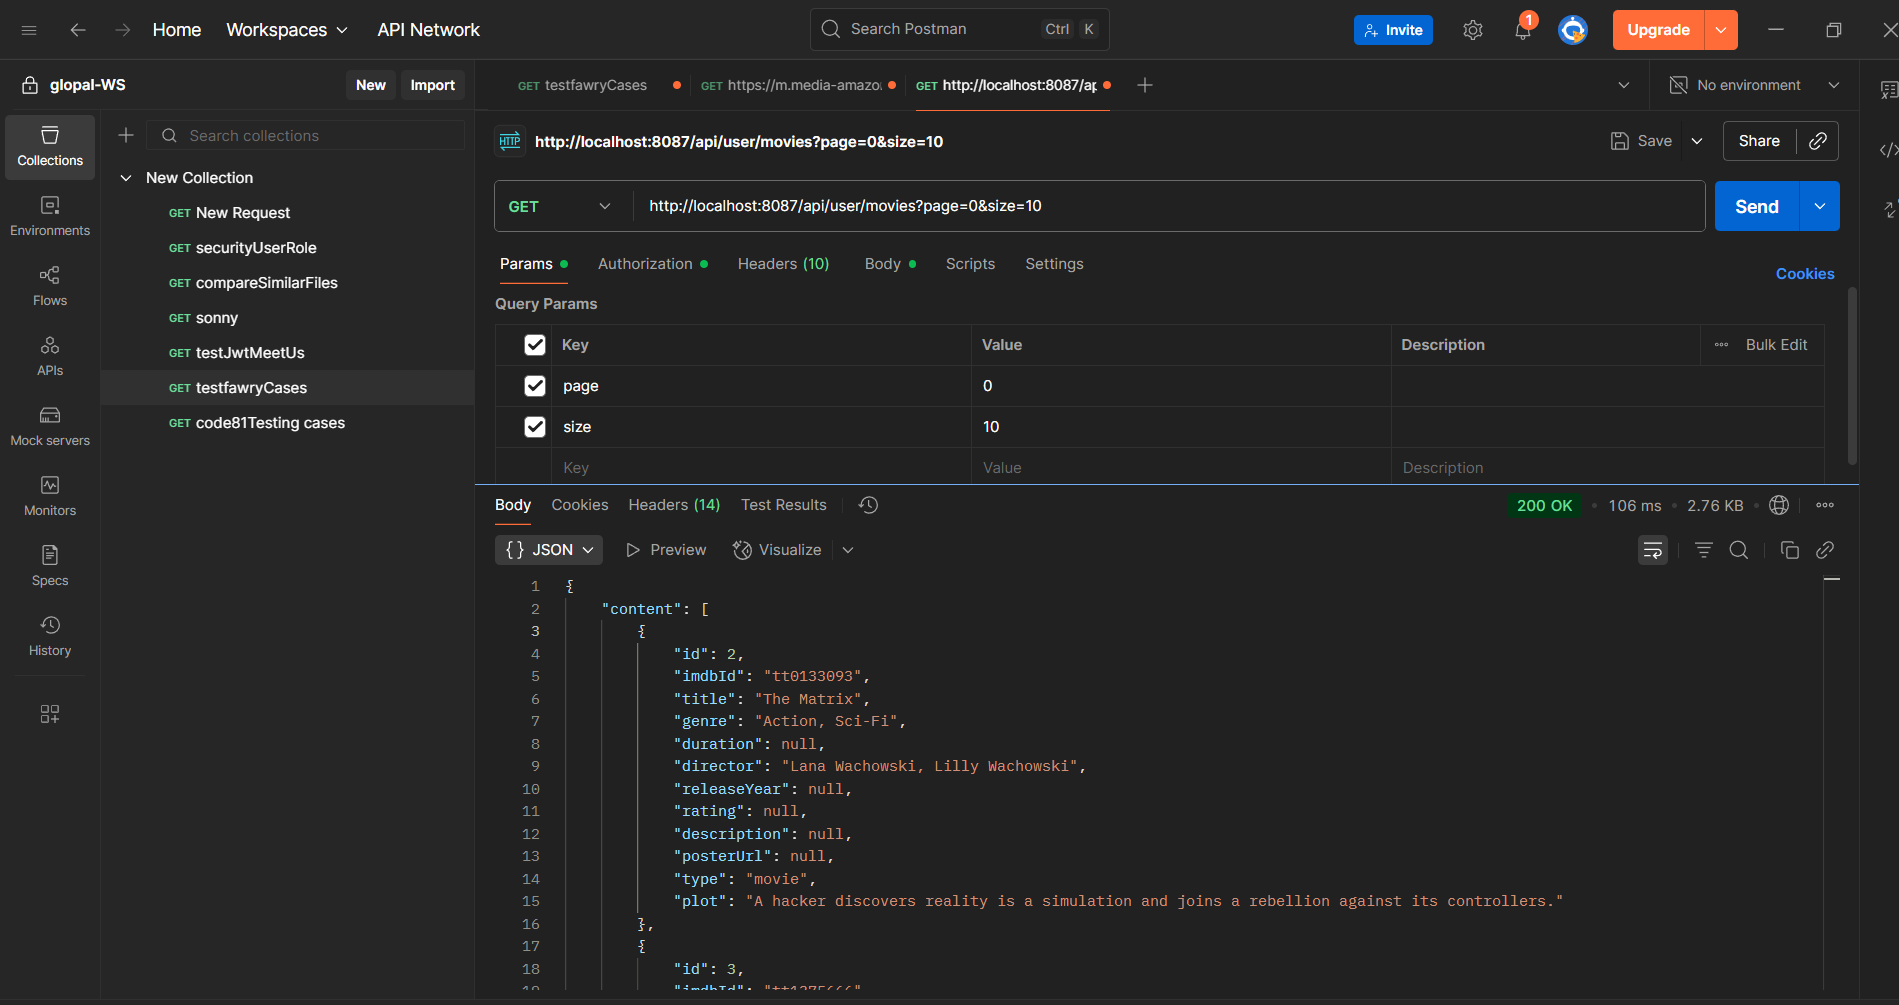 Home Workspaces API Network Search Postman Ctrl K Invite 1 Upgrade
glopal-WS New Import GET testfawryCases GET https://m.media-amazo GET http://localhost:8087/ap No environment
Search collections
HTTP http://localhost:8087/api/user/movies?page=0&size=10 Save Share
Collections
Environments
Flows
APIs
Mock servers
Monitors
Specs
History
New Collection
GET New Request
GET securityUserRole
GET compareSimilarFiles
GET sonny
GET testJwtMeetUs
GET testfawryCases
GET code81Testing cases
GET http://localhost:8087/api/user/movies?page=0&size=10 Send
Params Authorization Headers (10) Body Scripts Settings Cookies
Query Params
Key Value Description Bulk Edit
page 0
size 10
Key Value Description
Body Cookies Headers (14) Test Results 200 OK 106 ms 2.76 KB
{} JSON Preview Visualize
1 {
2 "content": [
3 {
4 "id": 2,
5 "imdbId": "tt0133093",
6 "title": "The Matrix",
7 "genre": "Action, Sci-Fi",
8 "duration": null,
9 "director": "Lana Wachowski, Lilly Wachowski",
10 "releaseYear": null,
11 "rating": null,
12 "description": null,
13 "posterUrl": null,
14 "type": "movie",
15 "plot": "A hacker discovers reality is a simulation and joins a rebellion against its controllers."
16 },
17 {
18 "id": 3,